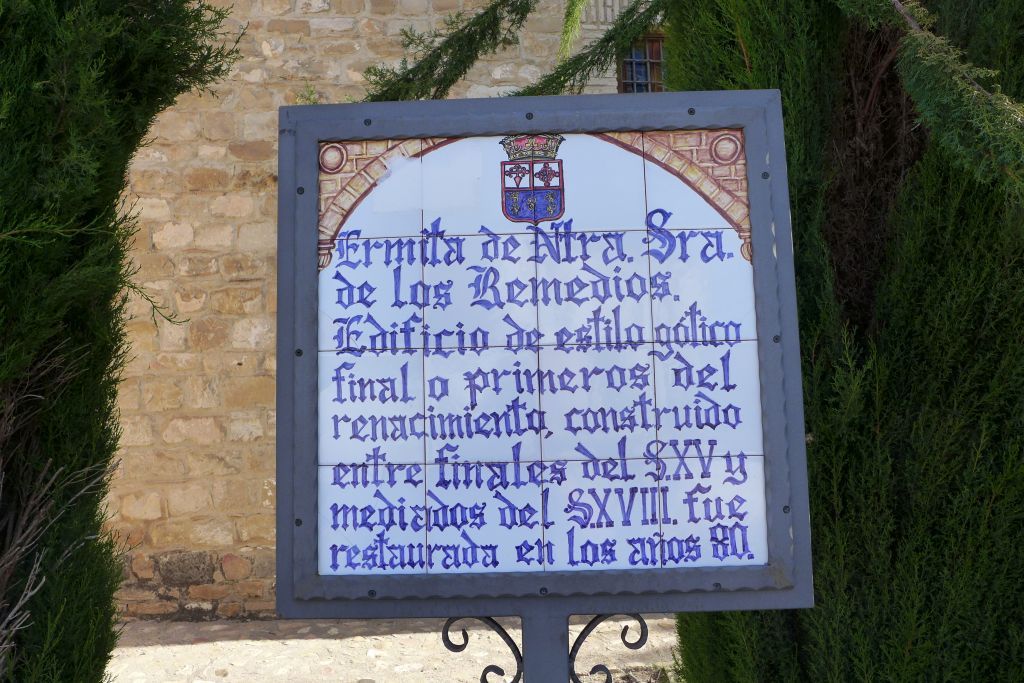 Ermita de Ntra. Sra.
de los Remedios.
Edificio de estilo gótico
final o primeros del
renacimiento, construido
entre finales del S.XV y
mediados del S.XVIII. fue
restaurada en los años 80.